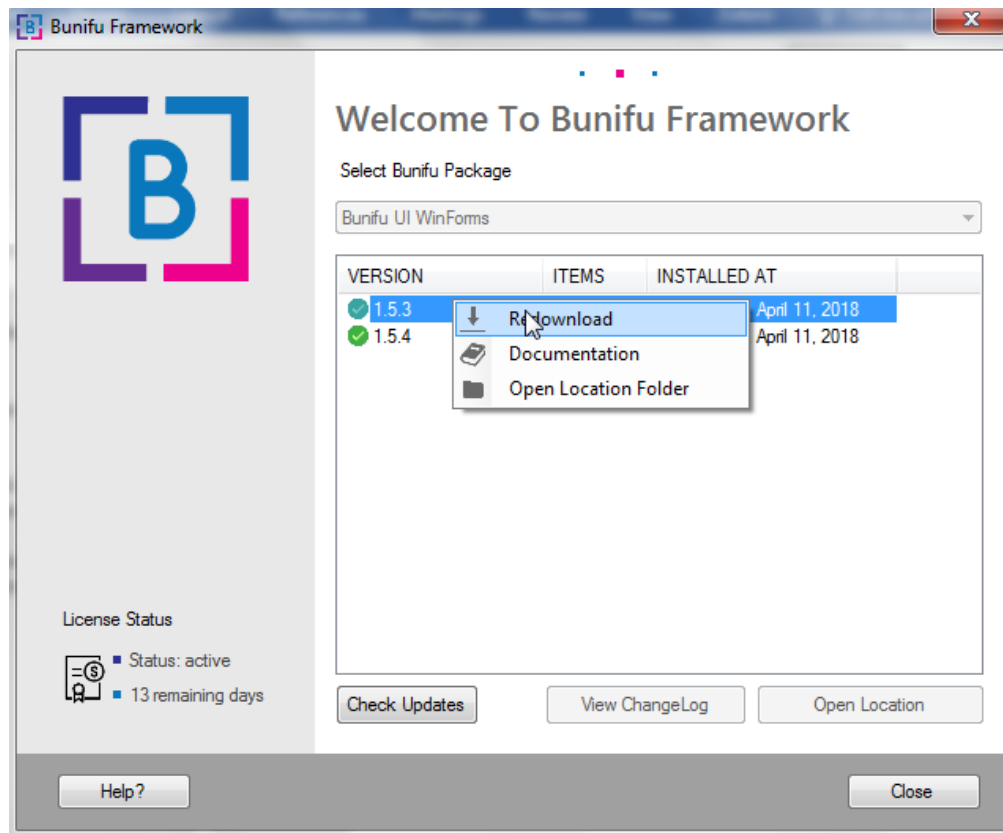 Bunifu Framework
B
Welcome To Bunifu Framework
Select Bunifu Package
Bunifu UI WinForms
VERSION ITEMS INSTALLED AT
1.5.3 April 11, 2018
1.5.4 April 11, 2018
Redownload
Documentation
Open Location Folder
License Status
Status: active
13 remaining days
Check Updates View ChangeLog Open Location
Help? Close